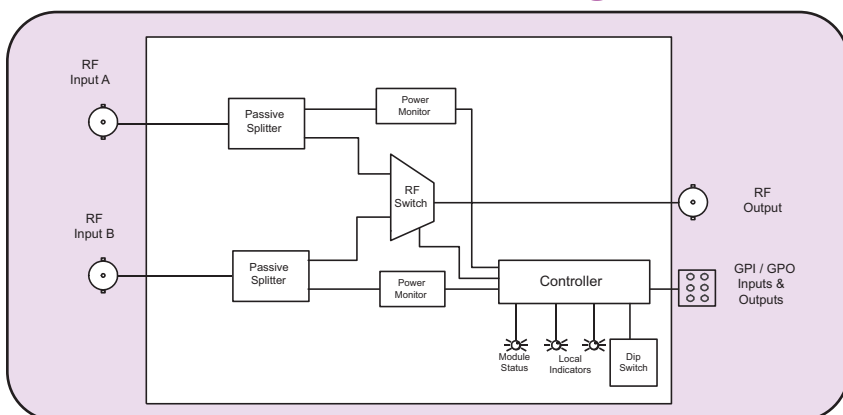 RF
Input A
Passive
Splitter
Power
Monitor
RF
Switch
RF
Output
RF
Input B
Passive
Splitter
Power
Monitor
Controller
GPI / GPO
Inputs &
Outputs
Module
Status
Local
Indicators
Dip
Switch